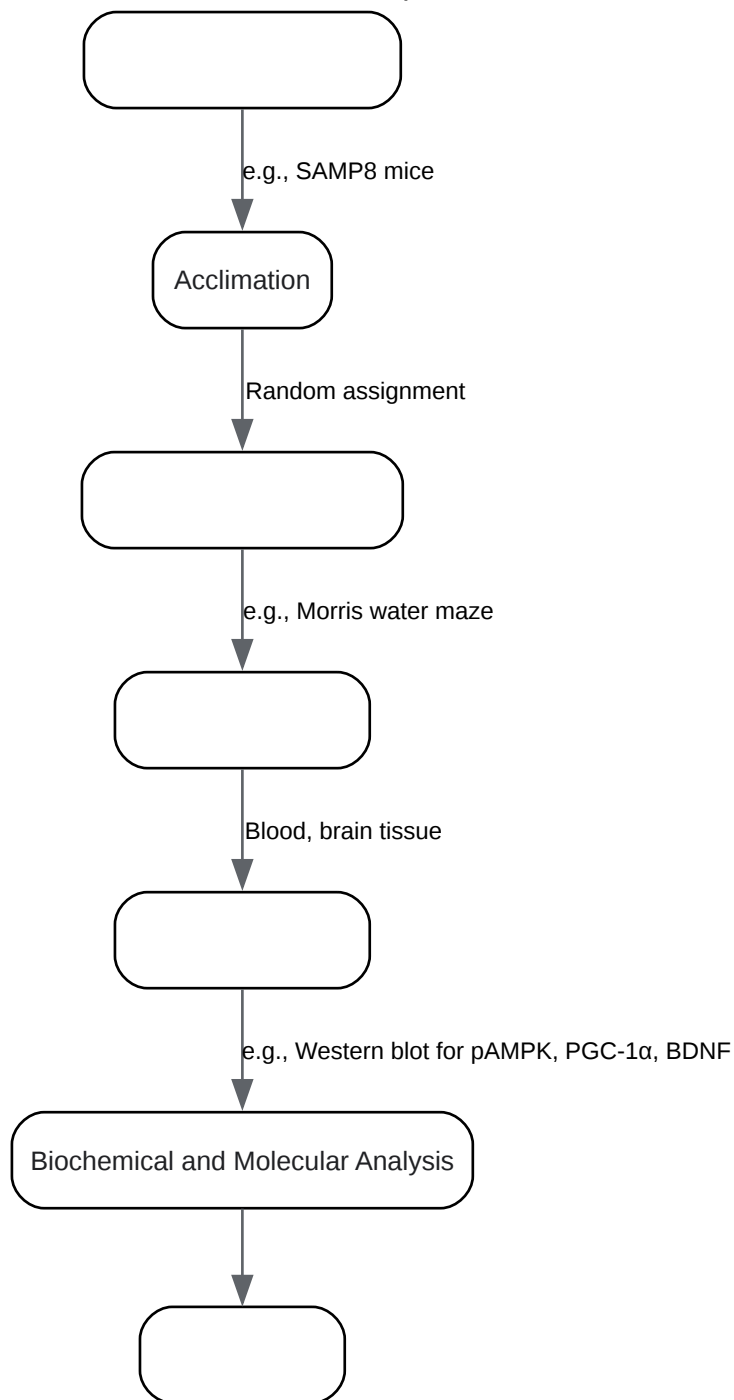 e.g., SAMP8 mice
Acclimation
Random assignment
e.g., Morris water maze
Blood, brain tissue
e.g., Western blot for pAMPK, PGC-1α, BDNF
Biochemical and Molecular Analysis